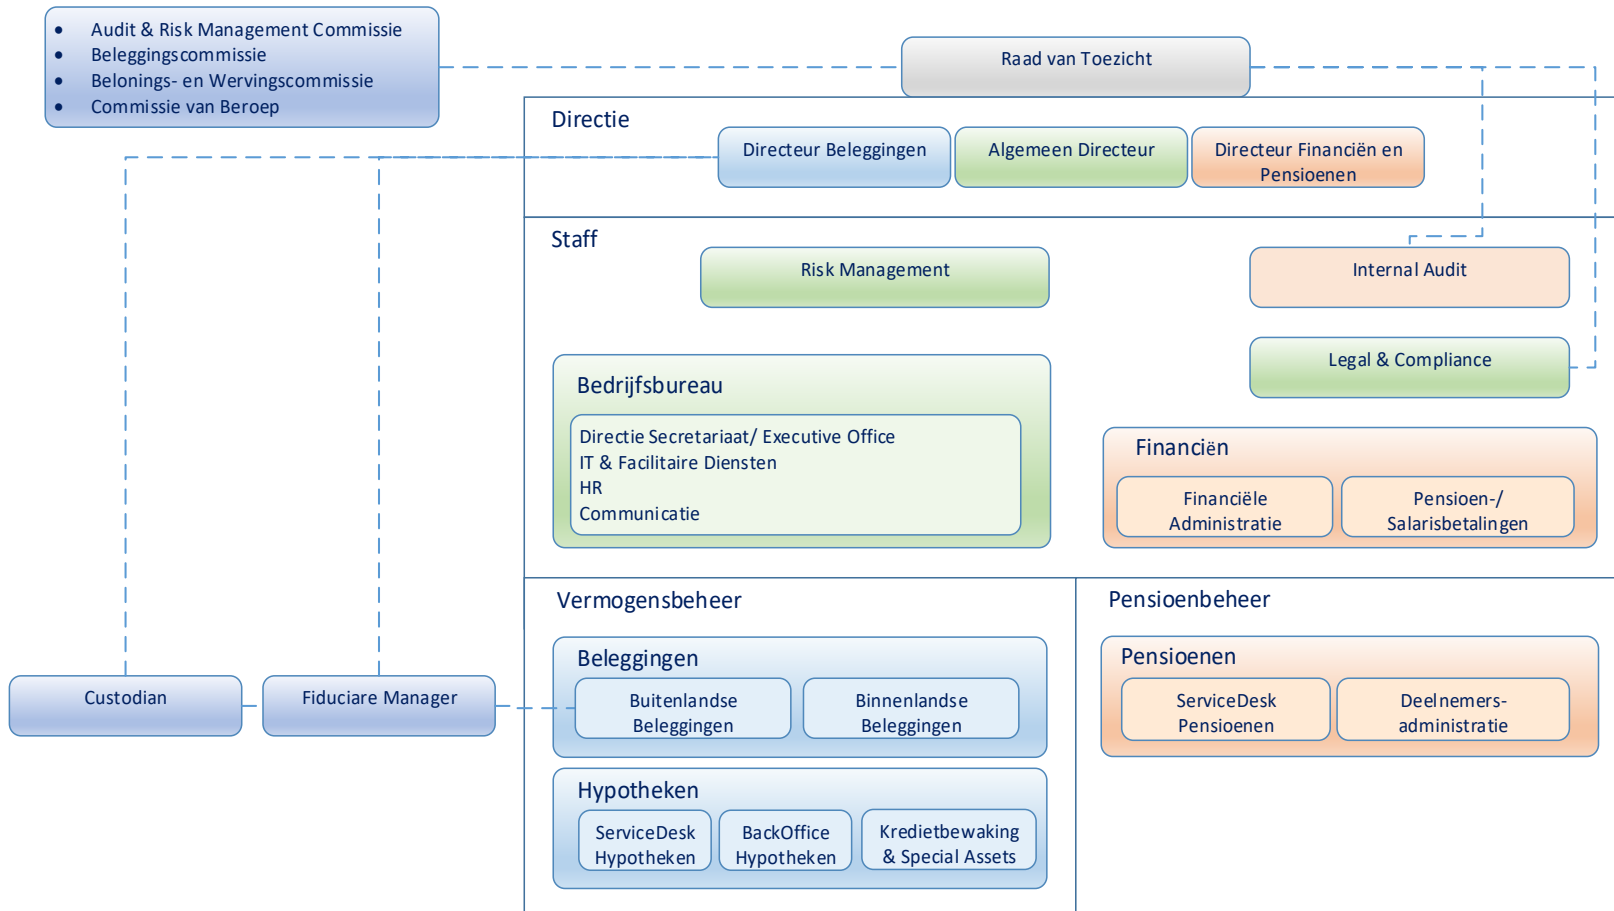 • Audit & Risk Management Commissie
• Beleggingscommissie
• Belonings- en Wervingscommissie
• Commissie van Beroep
Raad van Toezicht
Directie
Directeur Beleggingen
Algemeen Directeur
Directeur Financiën en
Pensioenen
Staff
Risk Management
Internal Audit
Legal & Compliance
Bedrijfsbureau
Directie Secretariaat/ Executive Office
IT & Facilitaire Diensten
HR
Communicatie
Financiën
Financiële
Administratie
Pensioen-/
Salarisbetalingen
Vermogensbeheer
Beleggingen
Buitenlandse
Beleggingen
Binnenlandse
Beleggingen
Custodian
Fiduciare Manager
Hypotheken
ServiceDesk
Hypotheken
BackOffice
Hypotheken
Kredietbewaking
& Special Assets
Pensioenbeheer
Pensioenen
ServiceDesk
Pensioenen
Deelnemers-
administratie